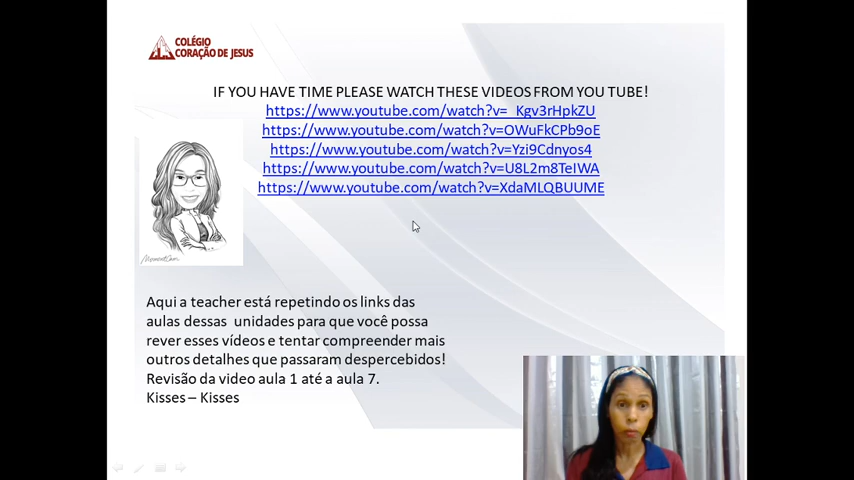 COLÉGIO
CORAÇÃO DE JESUS
IF YOU HAVE TIME PLEASE WATCH THESE VIDEOS FROM YOU TUBE!
https://www.youtube.com/watch?v=_Kgv3rHpkZU
https://www.youtube.com/watch?v=OWuFkCPb9oE
https://www.youtube.com/watch?v=Yzi9Cdnyos4
https://www.youtube.com/watch?v=U8L2m8TeIWA
https://www.youtube.com/watch?v=XdaMLQBUUME
MomentCam
Aqui a teacher está repetindo os links das
aulas dessas unidades para que você possa
rever esses vídeos e tentar compreender mais
outros detalhes que passaram despercebidos!
Revisão da video aula 1 até a aula 7.
Kisses – Kisses